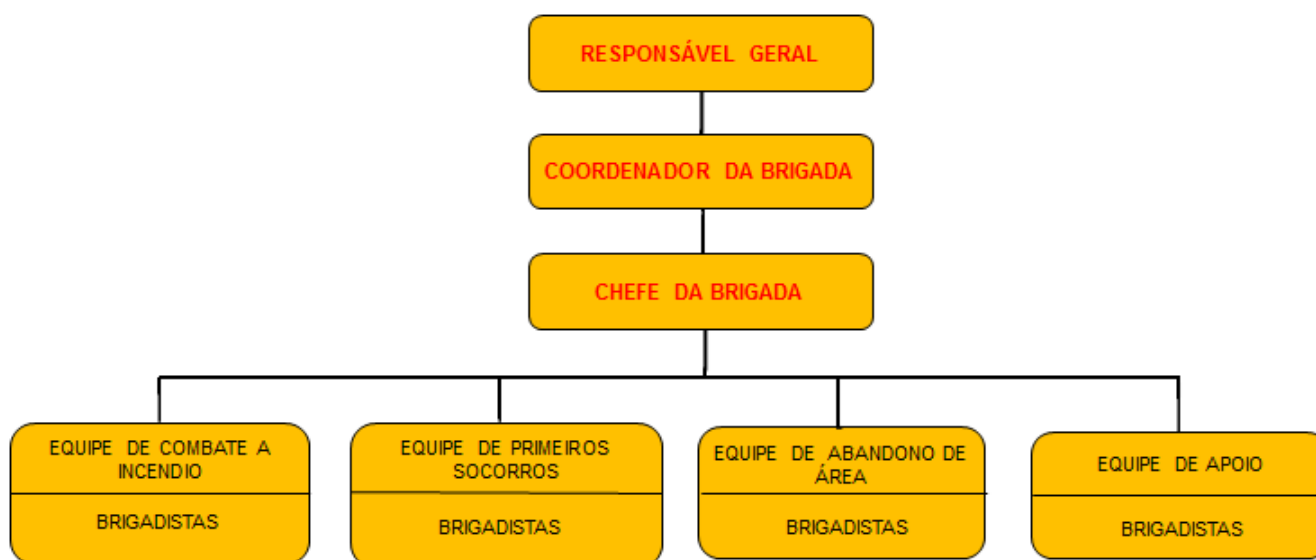 RESPONSÁVEL GERAL
COORDENADOR DA BRIGADA
CHEFE DA BRIGADA
EQUIPE DE COMBATE A
INCENDIO
BRIGADISTAS
EQUIPE DE PRIMEIROS
SOCORROS
BRIGADISTAS
EQUIPE DE ABANDONO DE
ÁREA
BRIGADISTAS
EQUIPE DE APOIO
BRIGADISTAS